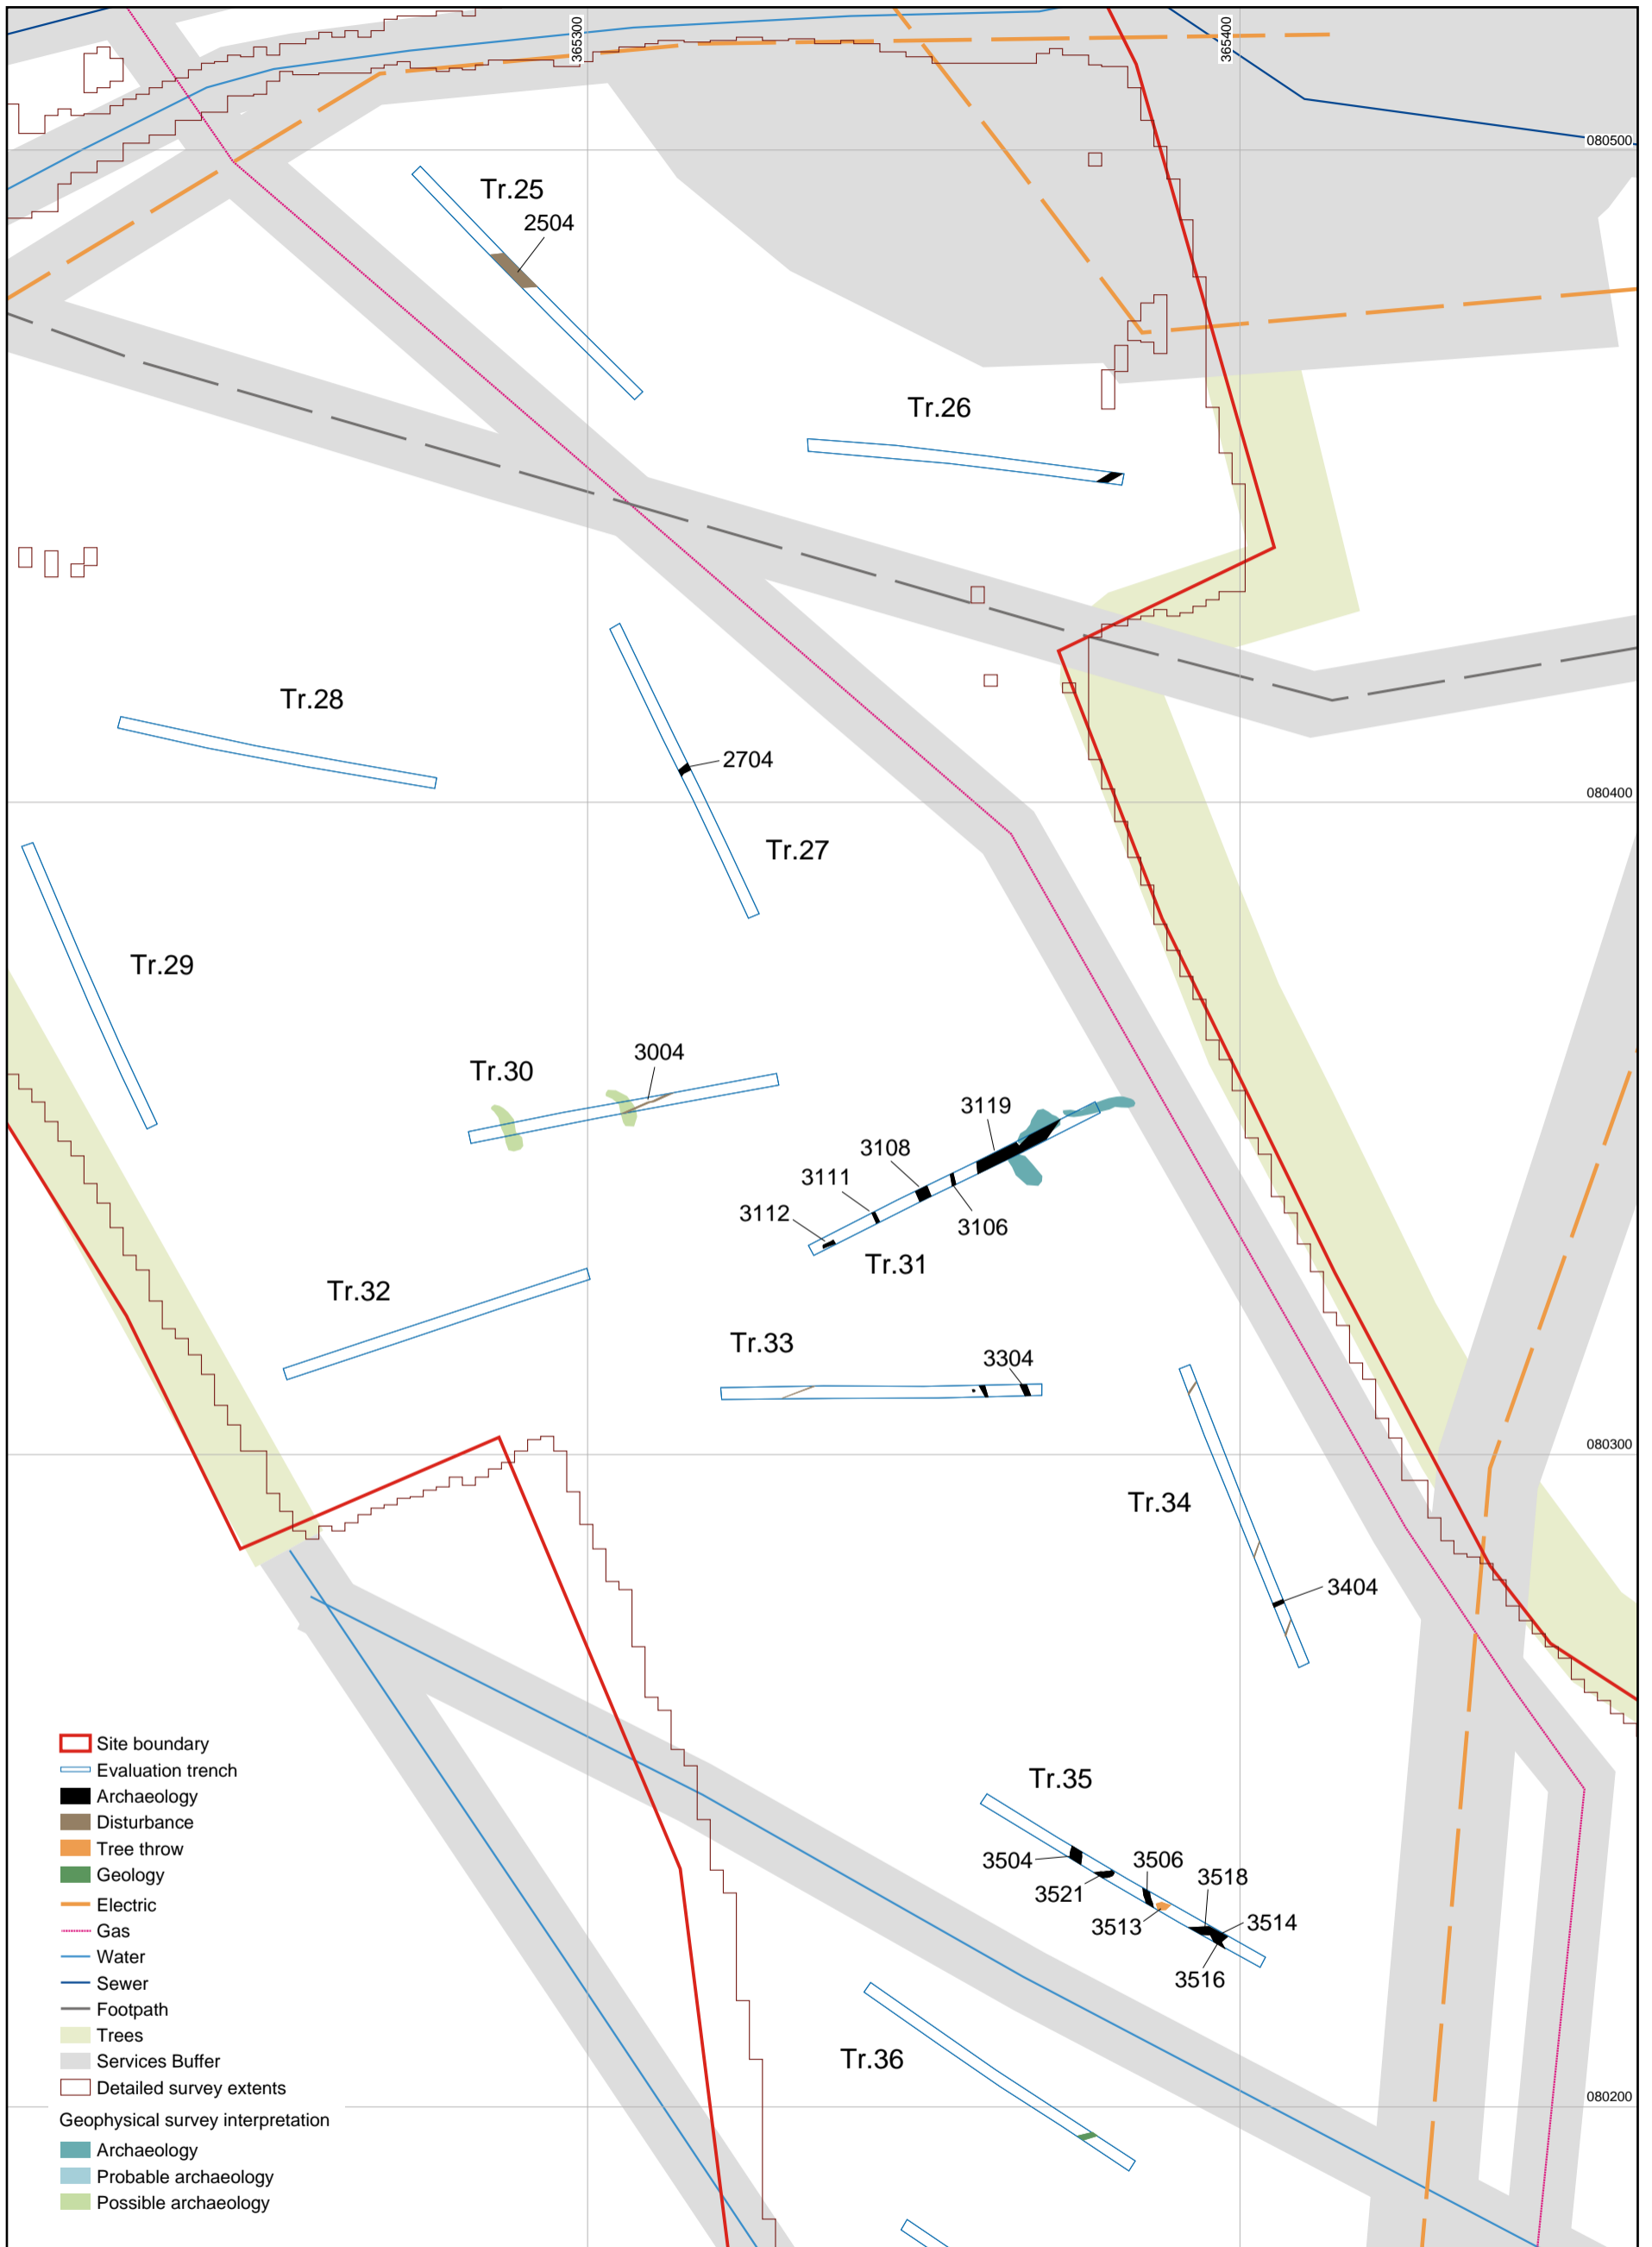 365300
365400
080500
Tr.25
2504
Tr.26
Tr.28
2704
080400
Tr.27
Tr.29
3004
Tr.30
3119
3108
3111
3112
3106
Tr.31
Tr.32
Tr.33
3304
080300
Tr.34
3404
Tr.35
3504
3506
3518
3521
3513
3514
3516
Tr.36
080200
Site boundary
Evaluation trench
Archaeology
Disturbance
Tree throw
Geology
Electric
Gas
Water
Sewer
Footpath
Trees
Services Buffer
Detailed survey extents
Geophysical survey interpretation
Archaeology
Probable archaeology
Possible archaeology